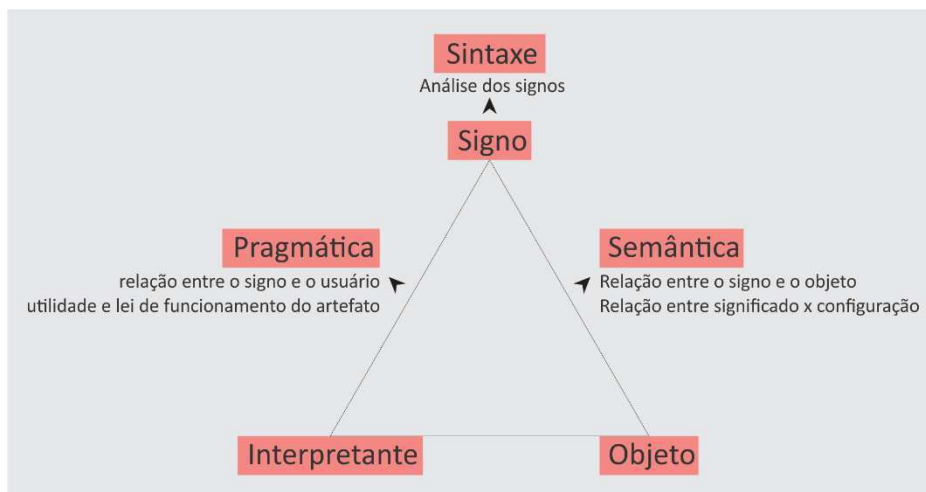 Sintaxe
Análise dos signos
Signo
Pragmática
relação entre o signo e o usuário
utilidade e lei de funcionamento do artefato
Semântica
Relação entre o signo e o objeto
Relação entre significado x configuração
Interpretante
Objeto